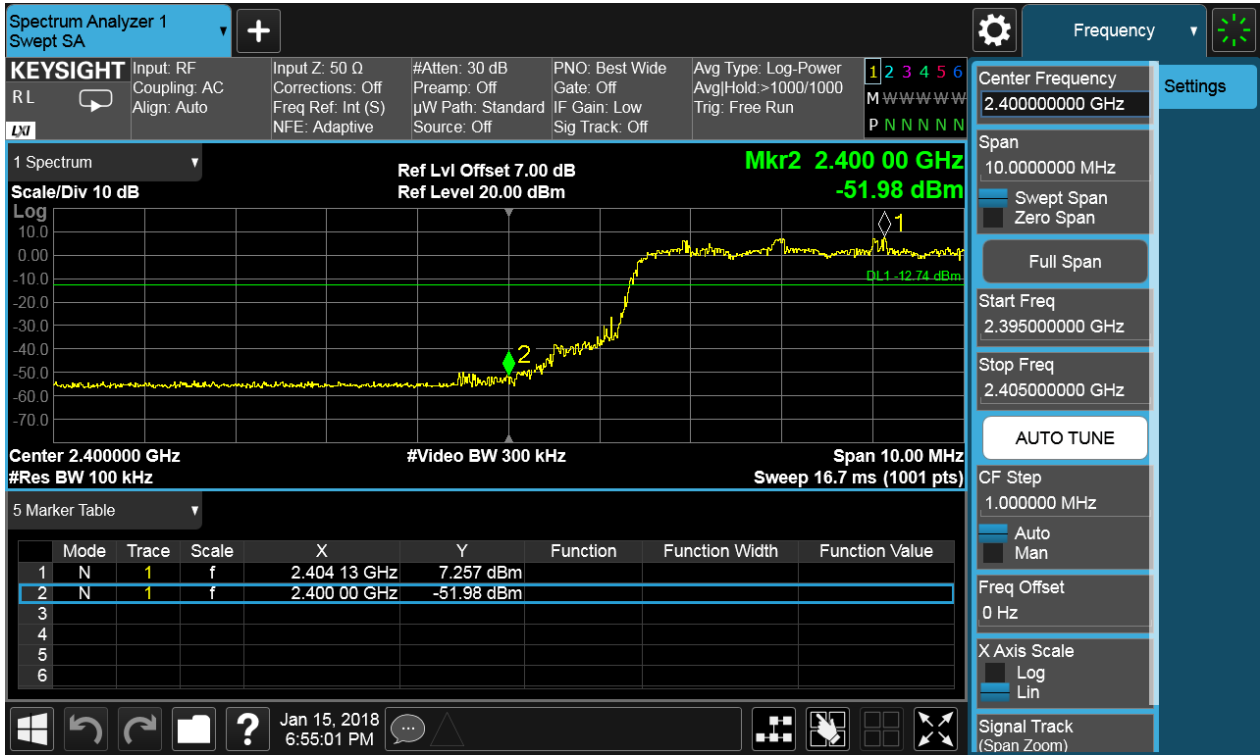 Spectrum Analyzer 1
Swept SA
Frequency
KEYSIGHT
RL
LXI
Input: RF
Coupling: AC
Align: Auto
Input Z: 50 Ω
Corrections: Off
Freq Ref: Int (S)
NFE: Adaptive
#Atten: 30 dB
Preamp: Off
µW Path: Standard
Source: Off
PNO: Best Wide
Gate: Off
IF Gain: Low
Sig Track: Off
Avg Type: Log-Power
Avg|Hold:>1000/1000
Trig: Free Run
1 2 3 4 5 6
M W W W W W
P N N N N N
1 Spectrum
Scale/Div 10 dB
Ref Lvl Offset 7.00 dB
Ref Level 20.00 dBm
Mkr2 2.400 00 GHz
-51.98 dBm
Log
10.0
0.00
-10.0
-20.0
-30.0
-40.0
-50.0
-60.0
-70.0
1
DL1 -12.74 dBm
2
Center 2.400000 GHz
#Video BW 300 kHz
Span 10.00 MHz
#Res BW 100 kHz
Sweep 16.7 ms (1001 pts)
5 Marker Table
Mode Trace Scale X Y Function Function Width Function Value
1 N 1 f 2.404 13 GHz 7.257 dBm
2 N 1 f 2.400 00 GHz -51.98 dBm
3
4
5
6
Jan 15, 2018
6:55:01 PM
Center Frequency
2.400000000 GHz
Settings
Span
10.0000000 MHz
Swept Span
Zero Span
Full Span
Start Freq
2.395000000 GHz
Stop Freq
2.405000000 GHz
AUTO TUNE
CF Step
1.000000 MHz
Auto
Man
Freq Offset
0 Hz
X Axis Scale
Log
Lin
Signal Track
(Span Zoom)